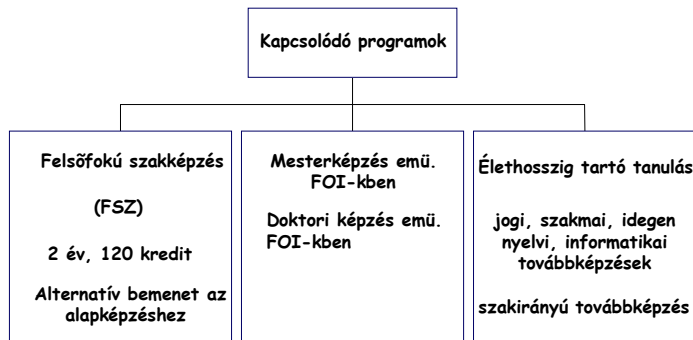 Kapcsolódó programok
Felsőfokú szakképzés
(FSZ)
2 év, 120 kredit
Alternatív bemenet az
alapképzéshez
Mesterképzés emü.
FOI-kben
Doktori képzés emü.
FOI-kben
Élethosszig tartó tanulás
jogi, szakmai, idegen
nyelvi, informatikai
továbbképzések
szakirányú továbbképzés